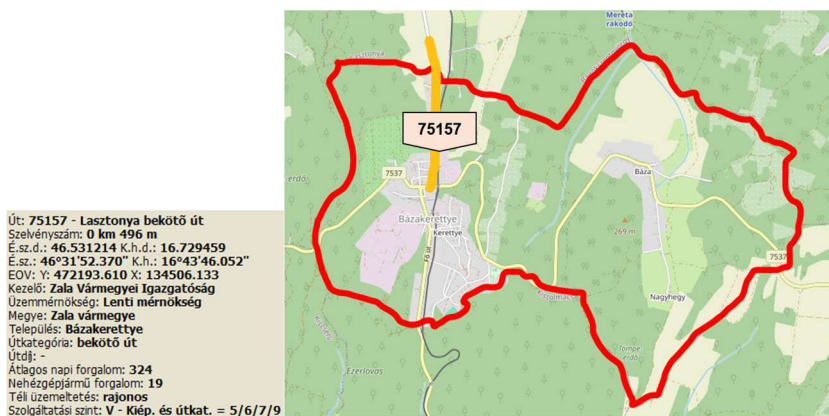 Út: 75157 - Lasztonya bekötő út
Szelvényszám: 0 km 496 m
É.sz.d.: 46.531214 K.h.d.: 16.729459
É.sz.: 46°31'52.370" K.h.: 16°43'46.052"
EOV: Y: 472193.610 X: 134506.133
Kezelő: Zala Vármegyei Igazgatóság
Üzemmérnökség: Lenti mérnökség
Megye: Zala vármegye
Település: Bázakerettye
Útkategória: bekötő út
Útdíj: -
Átlagos napi forgalom: 324
Nehézgépjármű forgalom: 19
Téli üzemeltetés: rajonos
Szolgáltatási szint: V - Kiép. és útkat. = 5/6/7/9
Meréta
rakodó
75157
7537
erdő
Báza
Bázakerettye
Kerettye
Fő út
269 m
7537
Nagyhegy
erdő